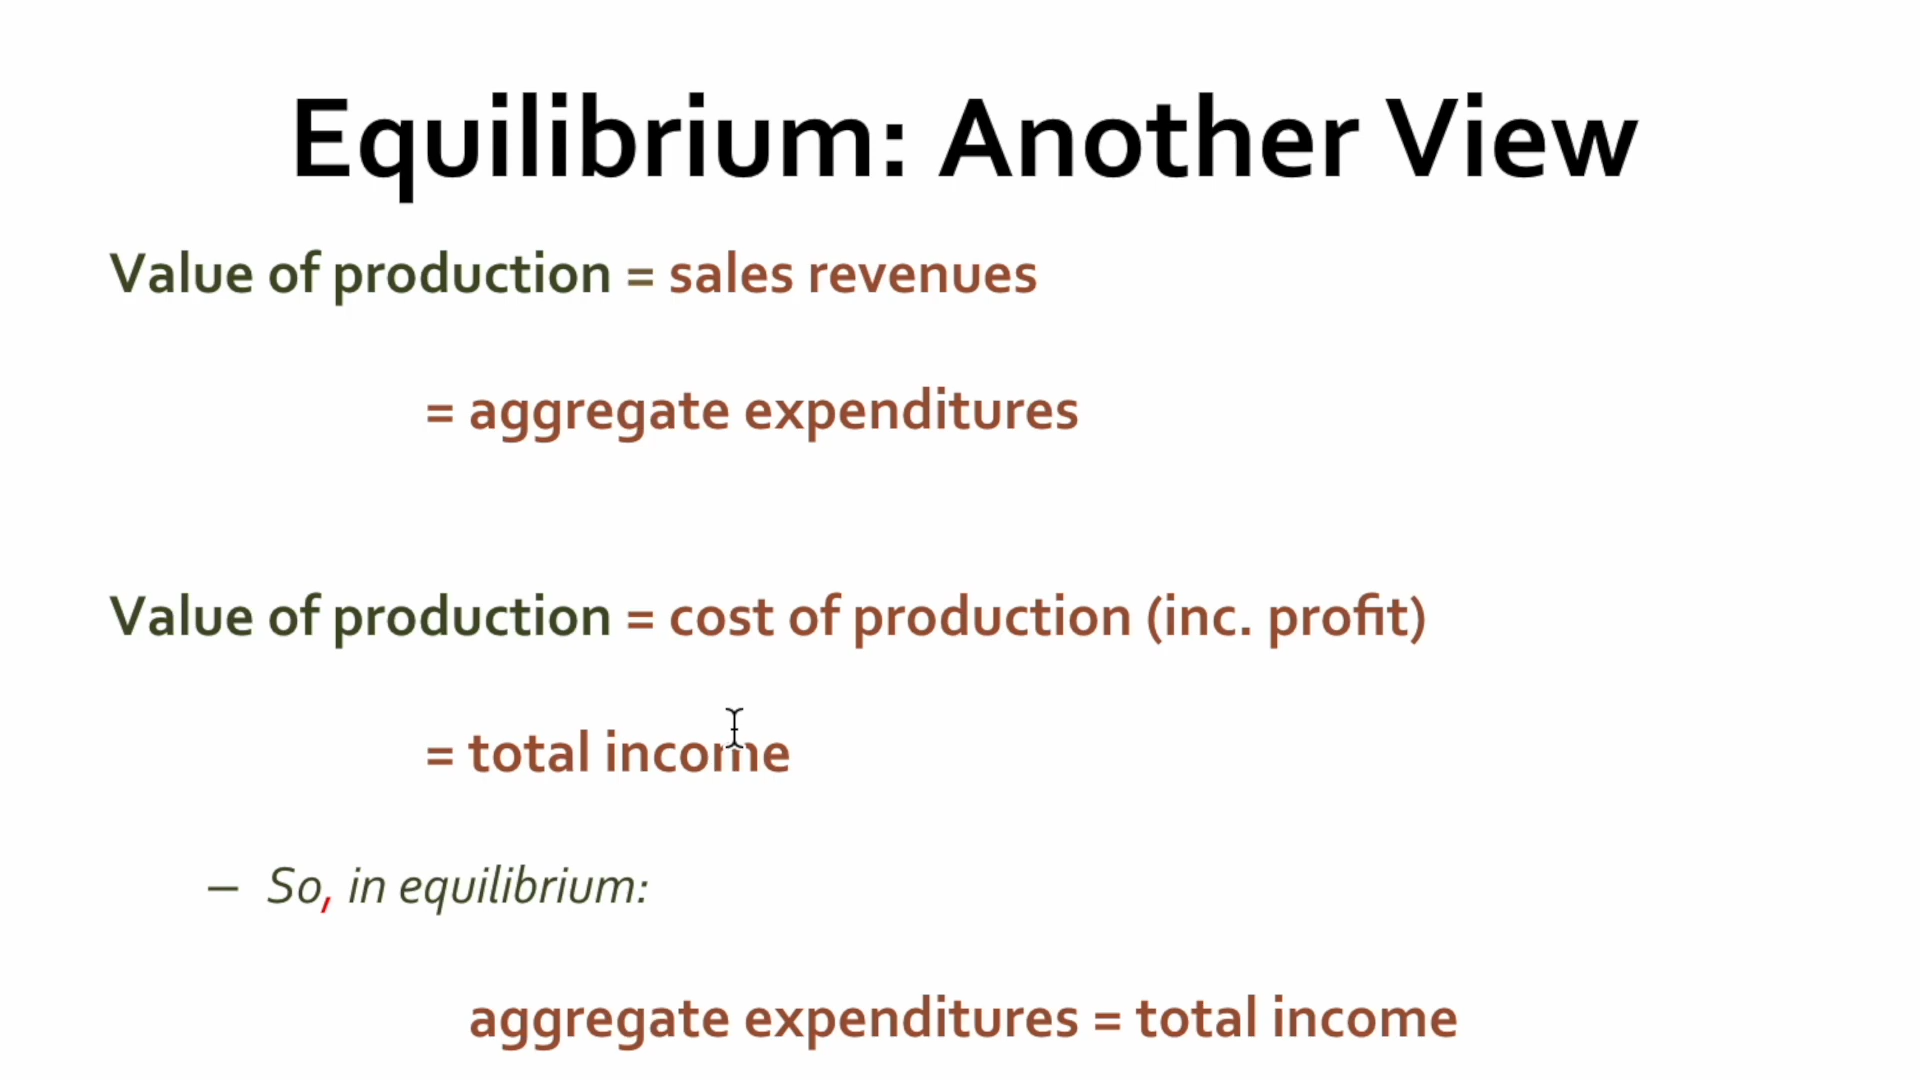 Equilibrium: Another View
Value of production = sales revenues
= aggregate expenditures
Value of production = cost of production (inc. profit)
= total income
– So, in equilibrium:
aggregate expenditures = total income